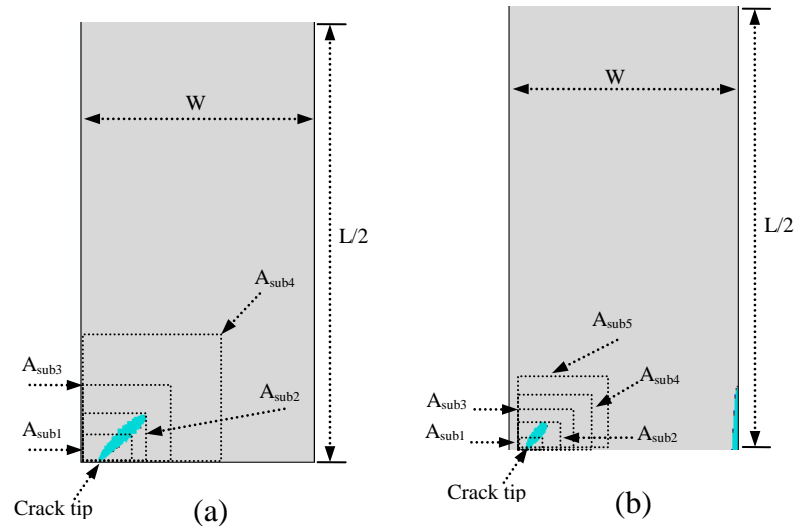 W
L/2
A_sub4
A_sub3
A_sub2
A_sub1
Crack tip
(a)
W
L/2
A_sub5
A_sub4
A_sub3
A_sub1
A_sub2
Crack tip
(b)